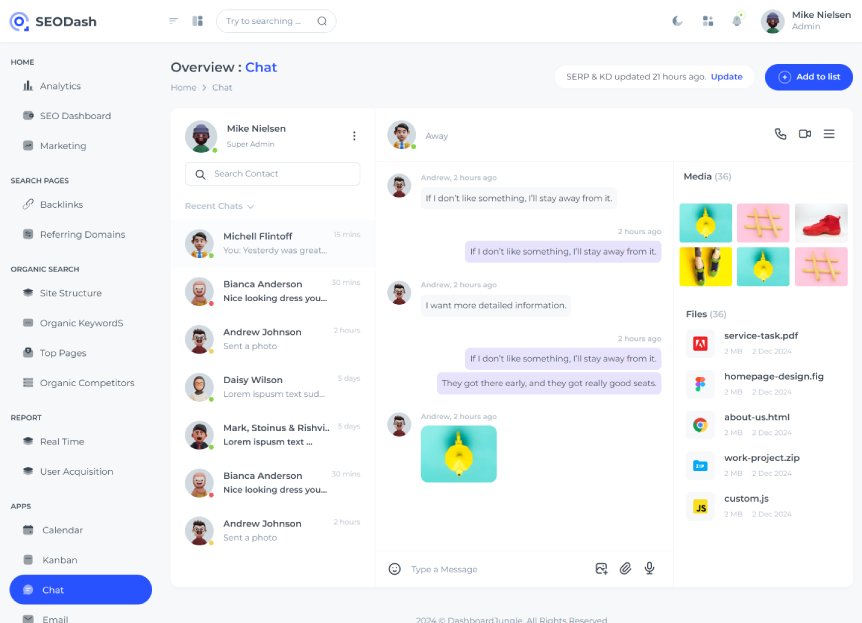 SEODash
Try to searching ...
Mike Nielsen
Admin
HOME
Analytics
SEO Dashboard
Marketing
SEARCH PAGES
Backlinks
Referring Domains
ORGANIC SEARCH
Site Structure
Organic KeywordS
Top Pages
Organic Competitors
REPORT
Real Time
User Acquisition
APPS
Calendar
Kanban
Chat
Email
Overview : Chat
Home > Chat
SERP & KD updated 21 hours ago. Update
Add to list
Mike Nielsen
Super Admin
Search Contact
Recent Chats
Michell Flintoff 15 mins
You: Yesterdy was great...
Bianca Anderson 30 mins
Nice looking dress you...
Andrew Johnson 2 hours
Sent a photo
Daisy Wilson 5 days
Lorem ispusm text sud...
Mark, Stoinus & Rishvi.. 5 days
Lorem ispusm text ...
Bianca Anderson 30 mins
Nice looking dress you...
Andrew Johnson 2 hours
Sent a photo
Away
Andrew, 2 hours ago
If I don't like something, I'll stay away from it.
2 hours ago
If I don't like something, I'll stay away from it.
Andrew, 2 hours ago
I want more detailed information.
2 hours ago
If I don't like something, I'll stay away from it.
They got there early, and they got really good seats.
Andrew, 2 hours ago
Type a Message
Media (36)
Files (36)
service-task.pdf
2 MB 2 Dec 2024
homepage-design.fig
2 MB 2 Dec 2024
about-us.html
2 MB 2 Dec 2024
ZIP
work-project.zip
2 MB 2 Dec 2024
JS
custom.js
2 MB 2 Dec 2024
2024 © DashboardJungle. All Rights Reserved